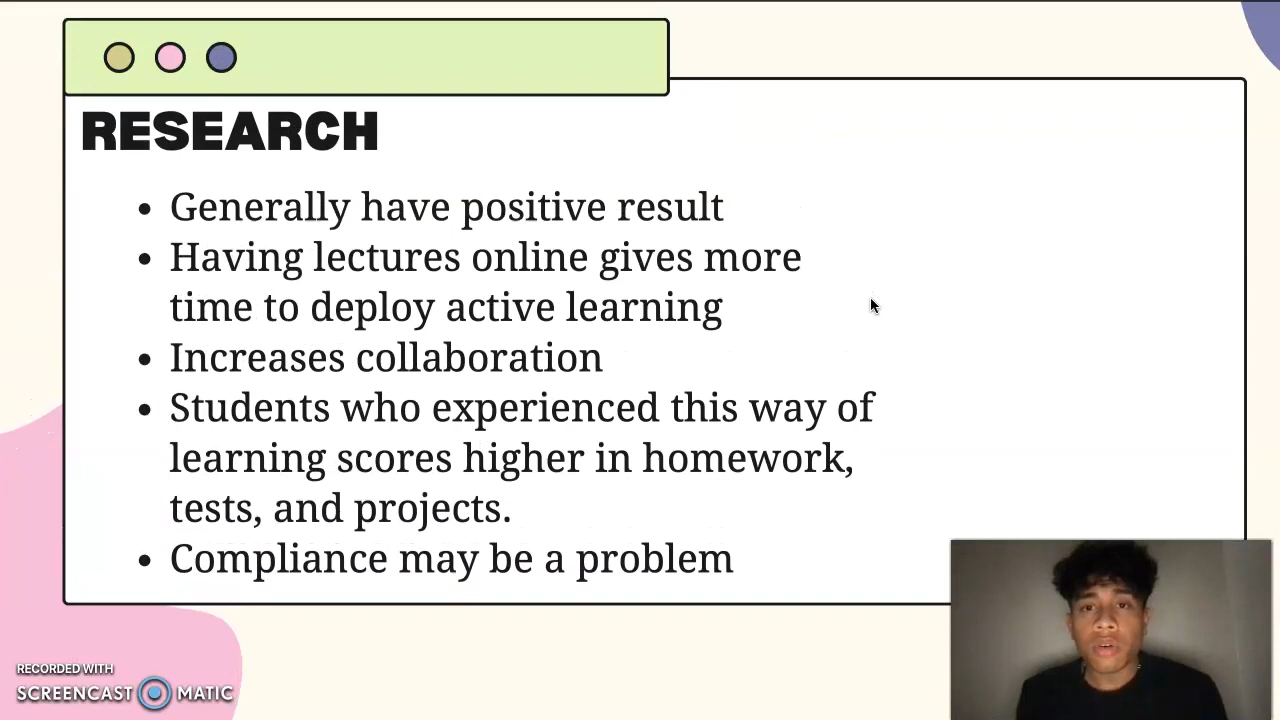 RESEARCH
• Generally have positive result
• Having lectures online gives more
time to deploy active learning
• Increases collaboration
• Students who experienced this way of
learning scores higher in homework,
tests, and projects.
• Compliance may be a problem
RECORDED WITH
SCREENCAST MATIC